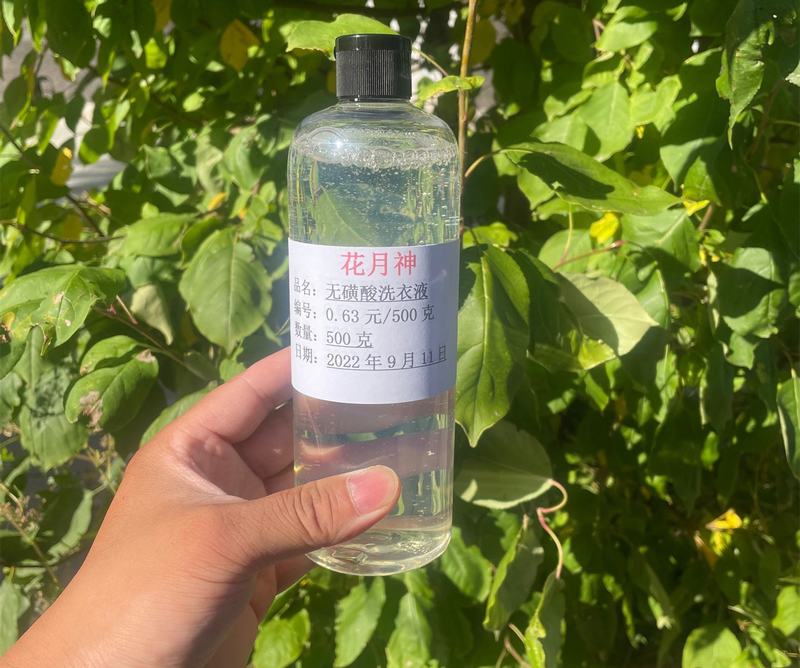 花月神
品名：无磺酸洗衣液
编号：0.63 元/500 克
数量：500 克
日期：2022 年 9 月 11 日